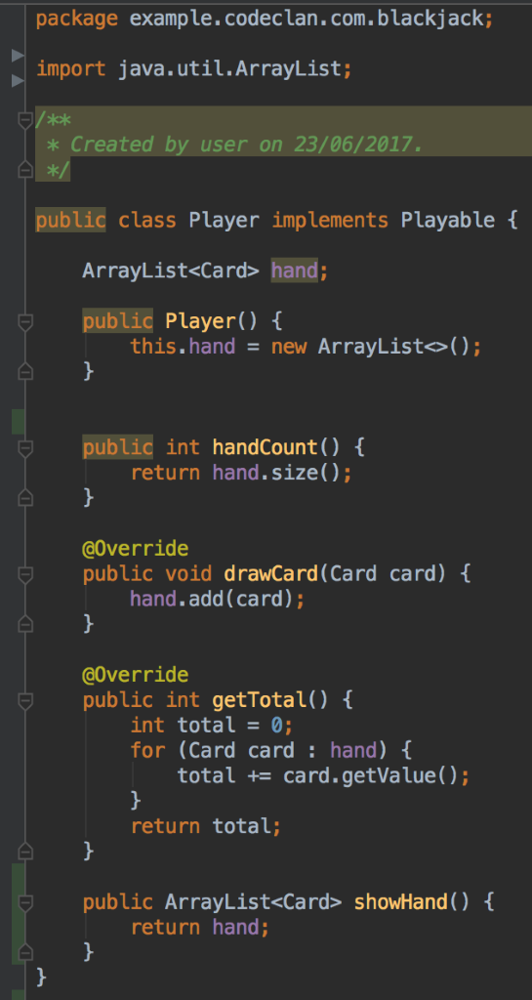 package example.codeclan.com.blackjack;
import java.util.ArrayList;
/**
 * Created by user on 23/06/2017.
 */
public class Player implements Playable {
    ArrayList<Card> hand;
    public Player() {
        this.hand = new ArrayList<>();
    }
    public int handCount() {
        return hand.size();
    }
    @Override
    public void drawCard(Card card) {
        hand.add(card);
    }
    @Override
    public int getTotal() {
        int total = 0;
        for (Card card : hand) {
            total += card.getValue();
        }
        return total;
    }
    public ArrayList<Card> showHand() {
        return hand;
    }
}